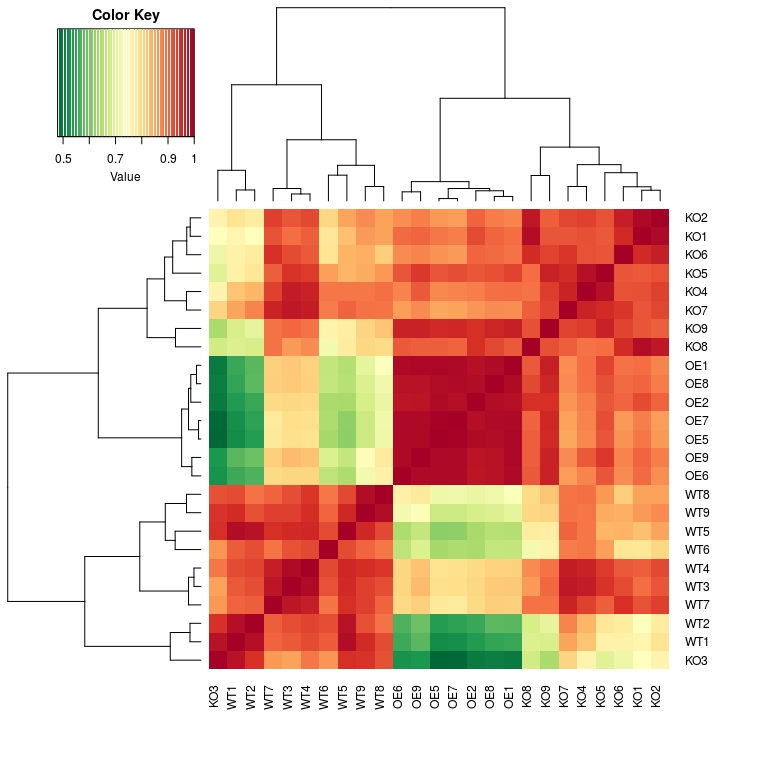 Color Key
0.5 0.7 0.9 1
Value
KO2
KO1
KO6
KO5
KO4
KO7
KO9
KO8
OE1
OE8
OE2
OE7
OE5
OE9
OE6
WT8
WT9
WT5
WT6
WT4
WT3
WT7
WT2
WT1
KO3
KO3 WT1 WT2 WT7 WT3 WT4 WT6 WT5 WT9 WT8 OE6 OE9 OE5 OE7 OE2 OE8 OE1 KO8 KO9 KO7 KO4 KO5 KO6 KO1 KO2